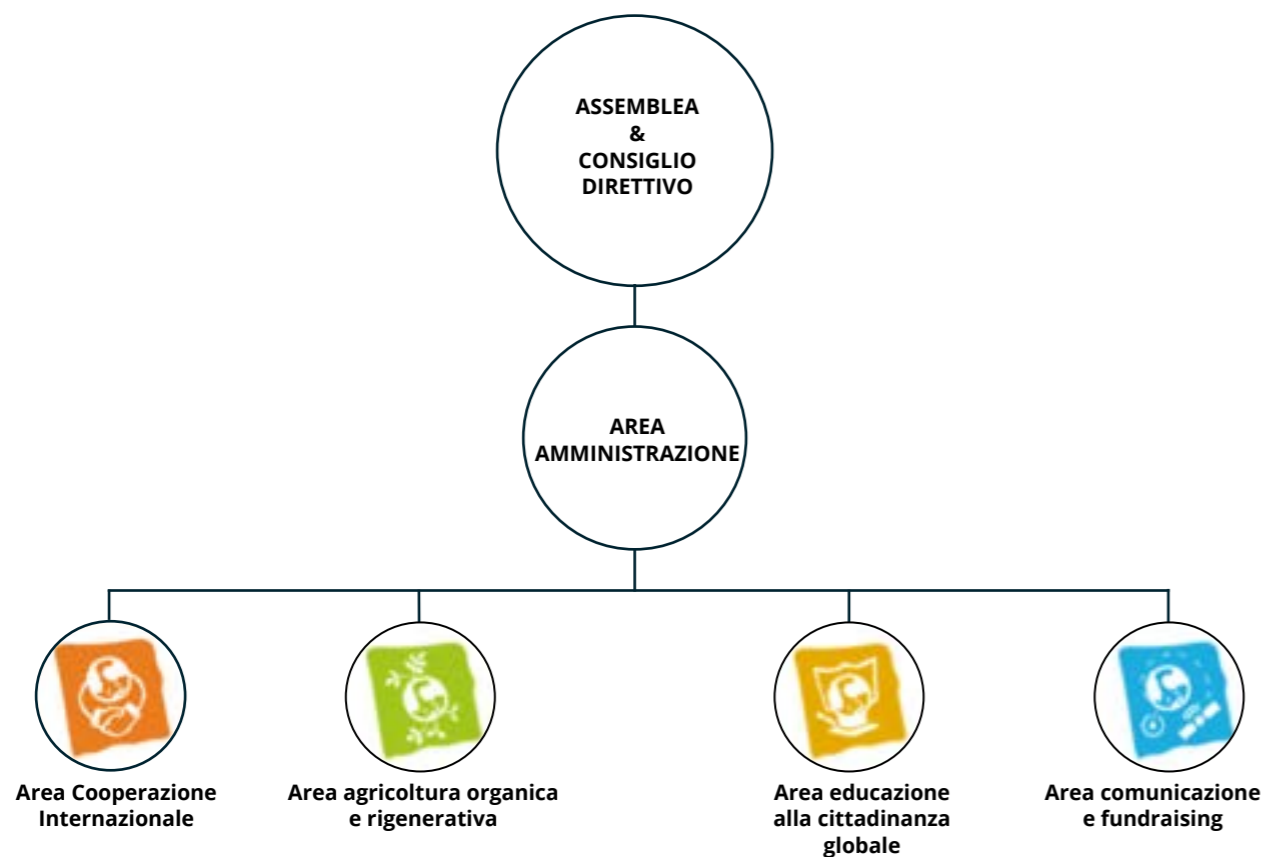 ASSEMBLEA
&
CONSIGLIO
DIRETTIVO
AREA
AMMINISTRAZIONE
Area Cooperazione
Internazionale
Area agricoltura organica
e rigenerativa
Area educazione
alla cittadinanza
globale
Area comunicazione
e fundraising